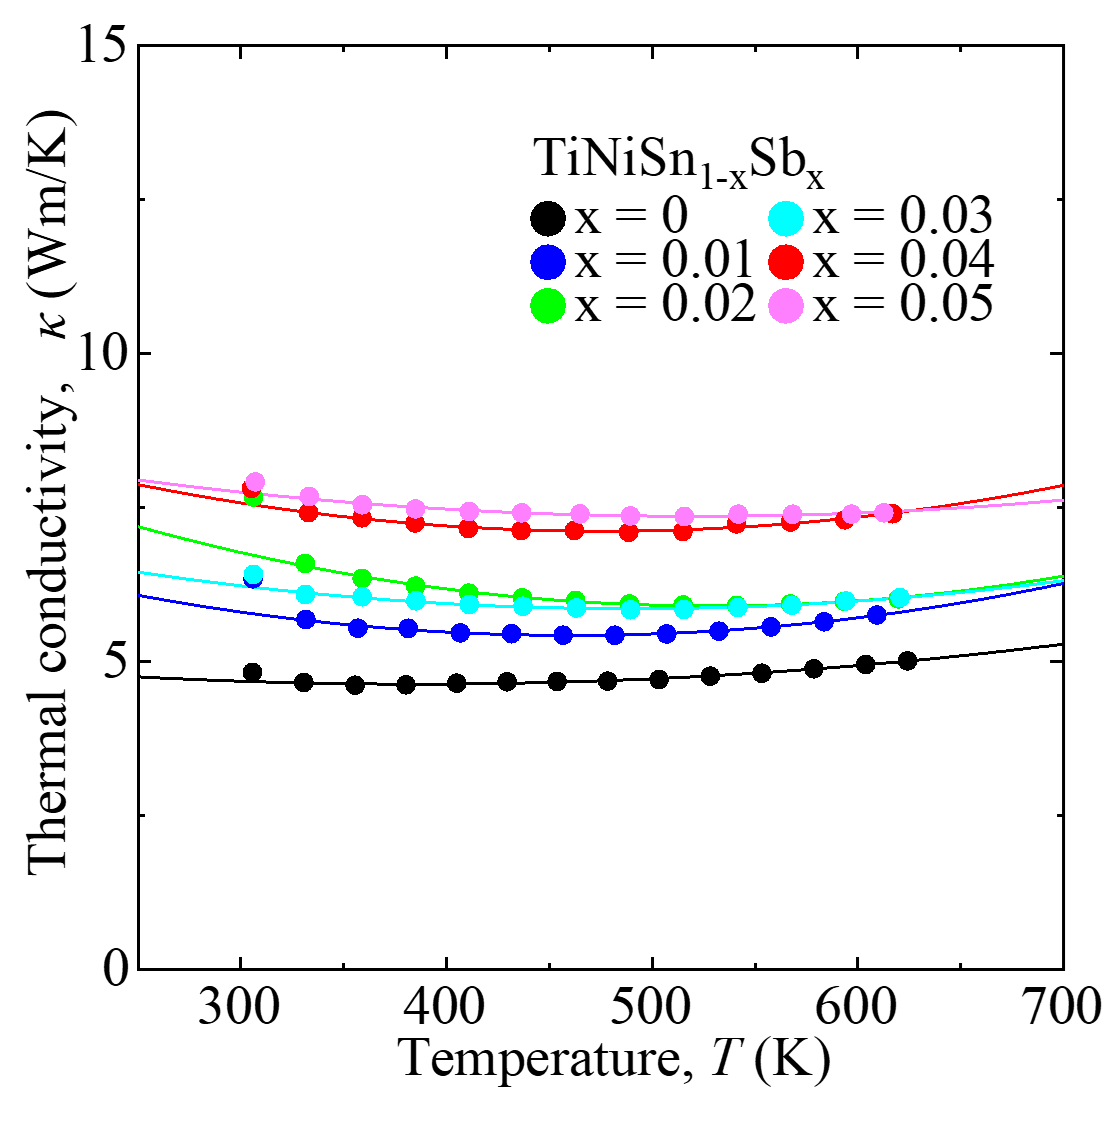 15
10
5
0
Thermal conductivity, κ (Wm/K)
TiNiSn1-xSbx
x = 0 x = 0.03
x = 0.01 x = 0.04
x = 0.02 x = 0.05
300 400 500 600 700
Temperature, T (K)